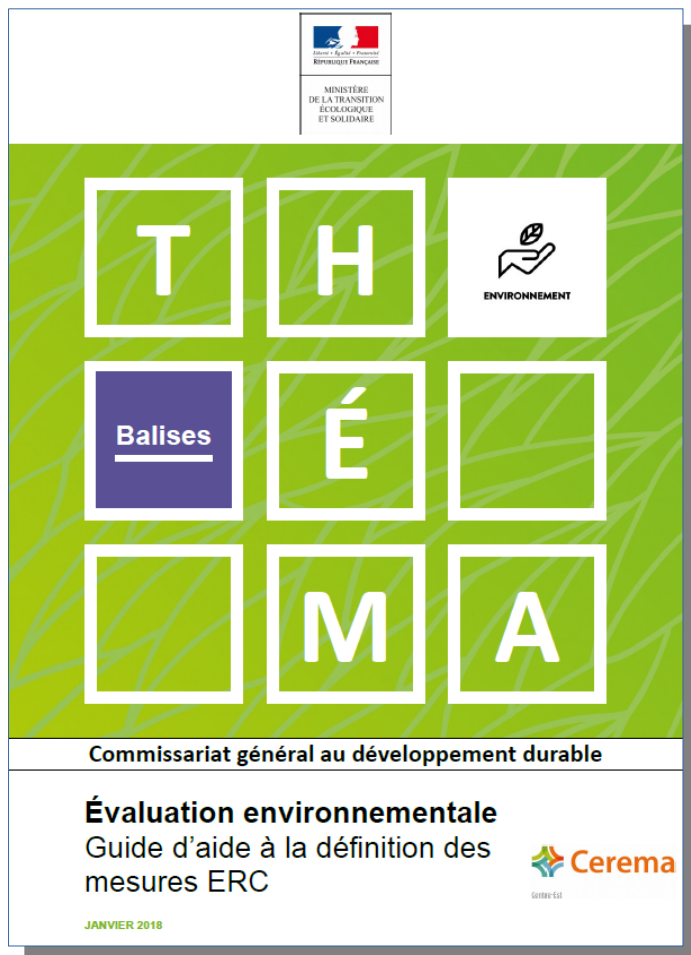 Liberté • Égalité • Fraternité
RÉPUBLIQUE FRANÇAISE
MINISTÈRE
DE LA TRANSITION
ÉCOLOGIQUE
ET SOLIDAIRE
T H
ENVIRONNEMENT
Balises
É
M A
Commissariat général au développement durable
Évaluation environnementale
Guide d’aide à la définition des
mesures ERC
Cerema
Centre-Est
JANVIER 2018